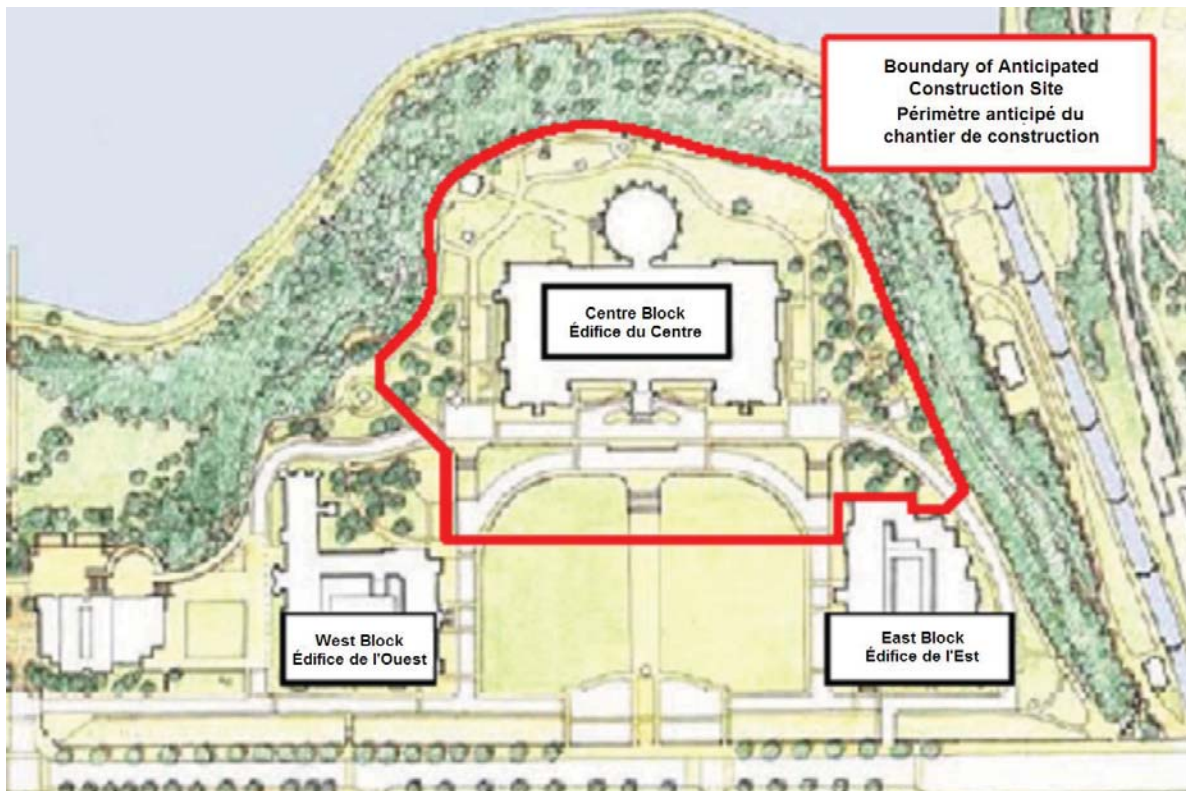 Boundary of Anticipated
Construction Site
Périmètre anticipé du
chantier de construction
Centre Block
Édifice du Centre
West Block
Édifice de l'Ouest
East Block
Édifice de l'Est